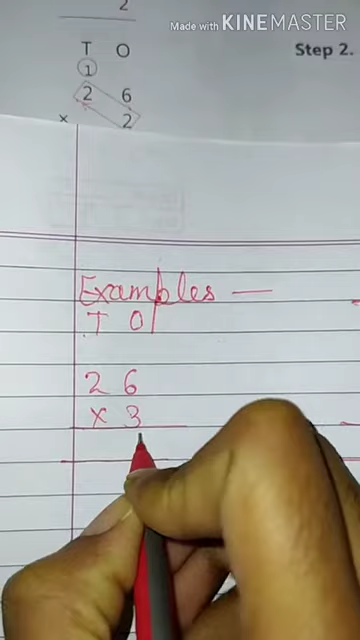 2
Made with KINEMASTER
T O
Step 2.
1
2 6
× 2
Examples —
T O
2 6
× 3